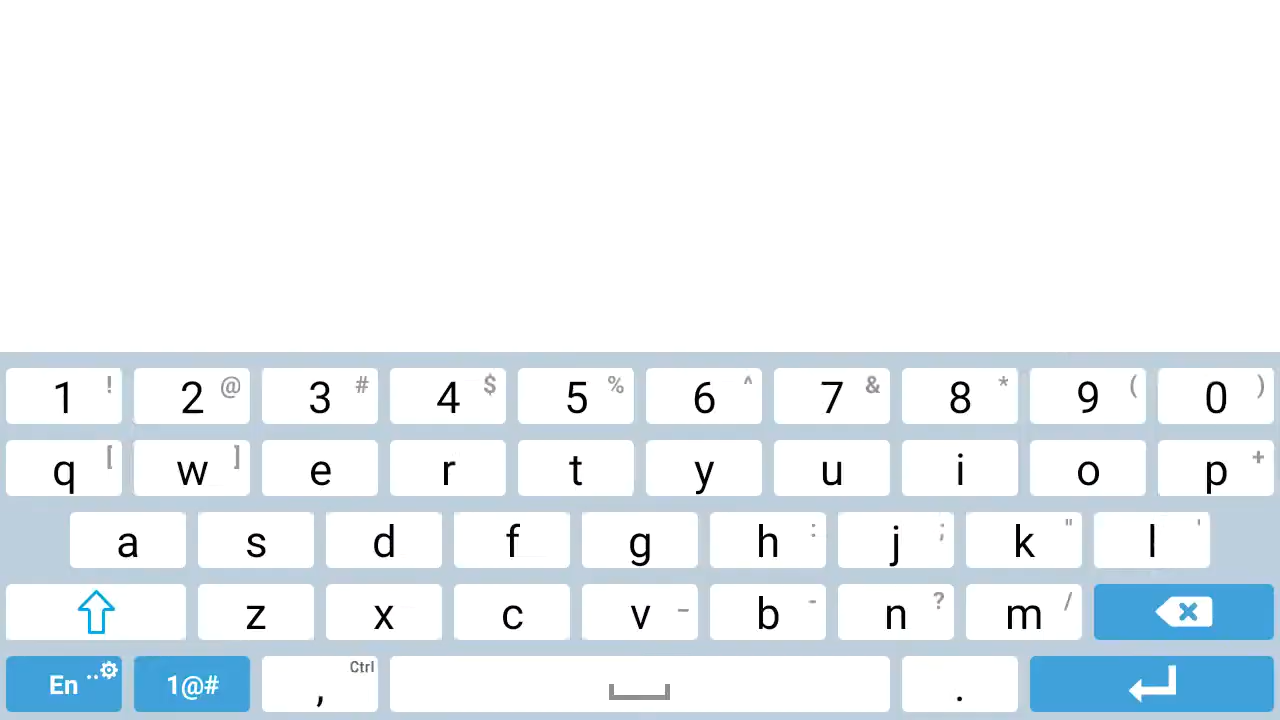 1 ! 2 @ 3 # 4 $ 5 % 6 ^ 7 & 8 * 9 ( 0 )
q [ w ] e r t y u i o p +
a s d f g h : j ; k " l '
z x c v _ b - n ? m /
En 1@# , Ctrl .